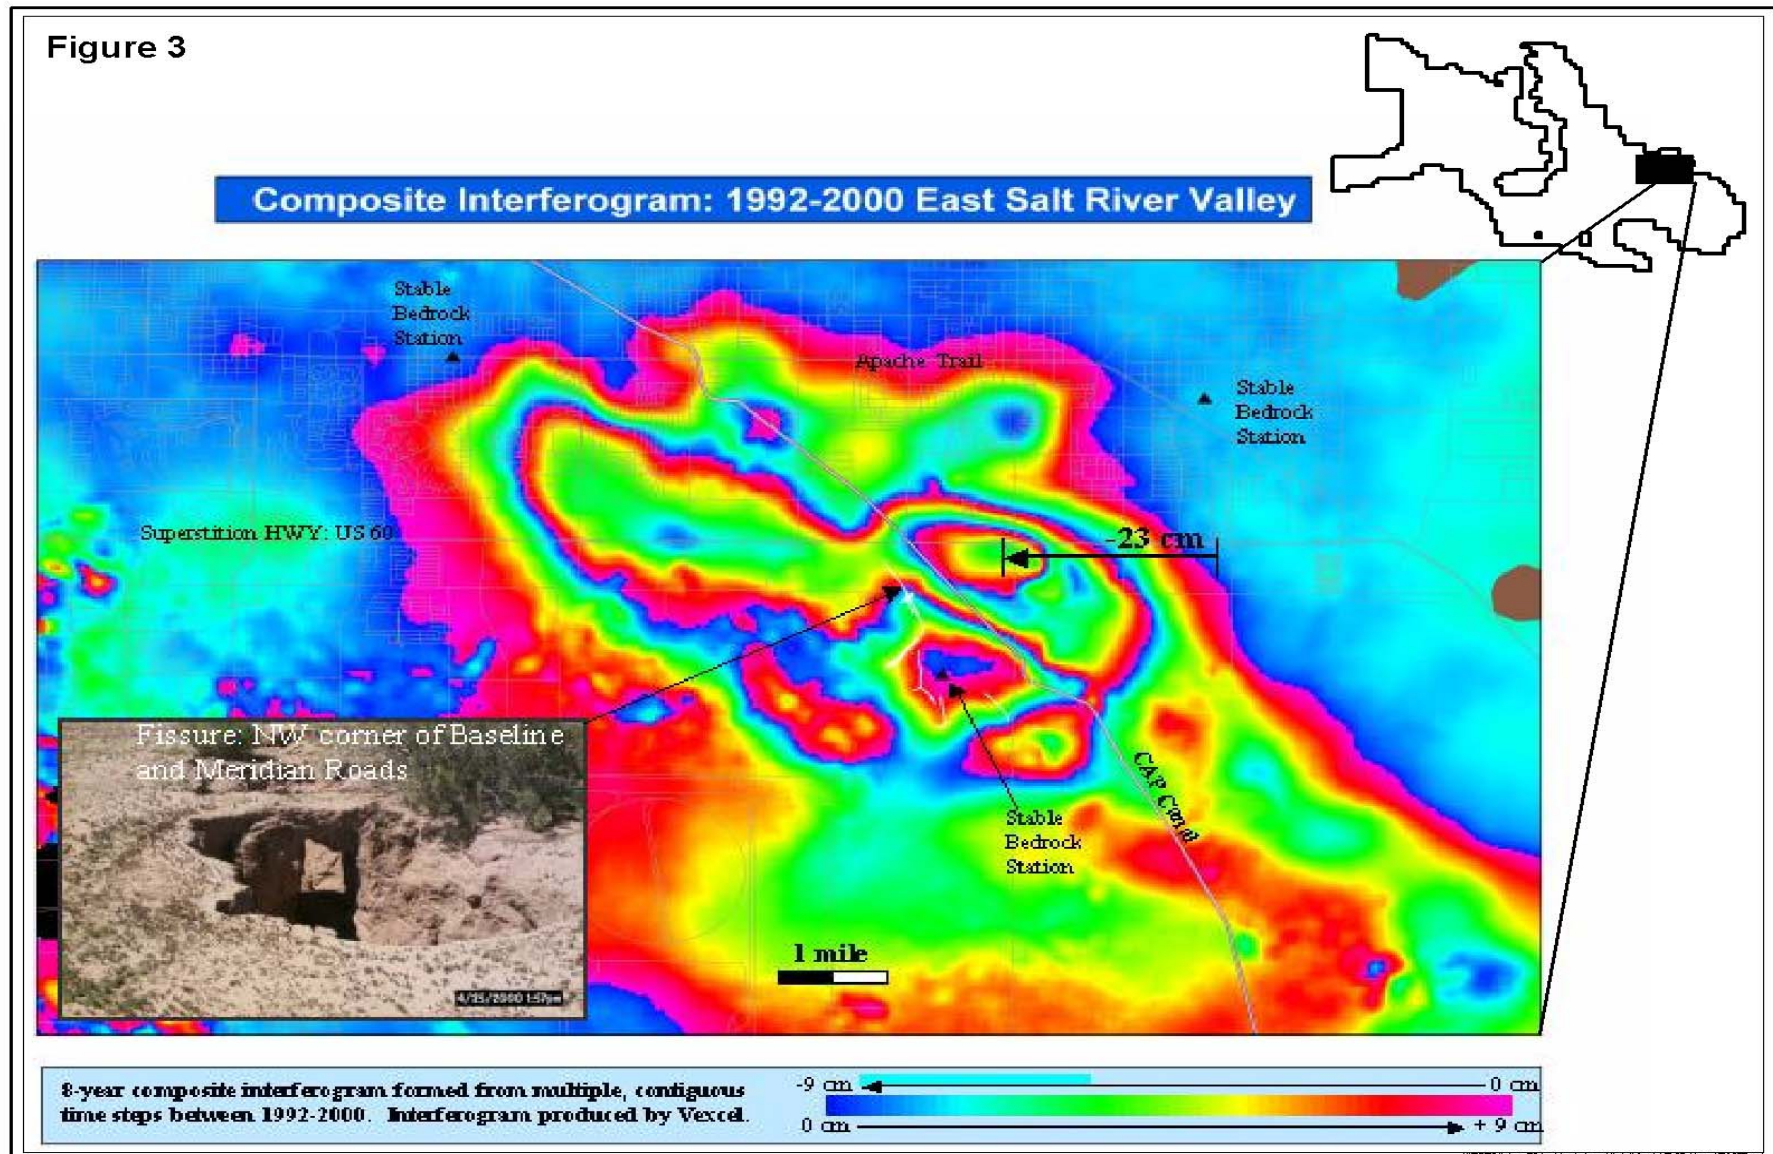 Figure 3
Composite Interferogram: 1992-2000 East Salt River Valley
Stable
Bedrock
Station
Apache Trail
Stable
Bedrock
Station
Superstition HWY: US 60
-23 cm
Fissure: NW corner of Baseline
and Meridian Roads
CAP Canal
Stable
Bedrock
Station
1 mile
8-year composite interferogram formed from multiple, contiguous
time steps between 1992-2000. Interferogram produced by Vexcel.
-9 cm
0 cm
0 cm
+ 9 cm